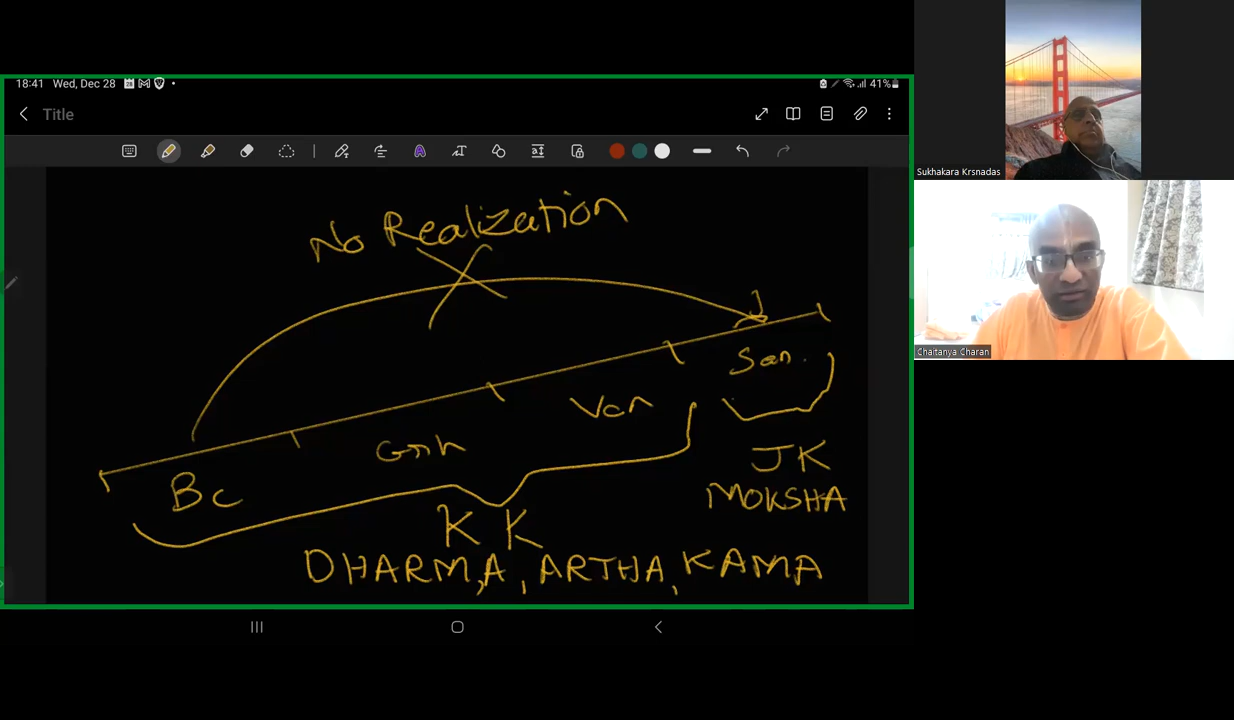 18:41 Wed, Dec 28
41%
Title
Sukhakara Krsnadas
Chaitanya Charan
No Realization
San.
Van
Grih
Bc
JK
MOKSHA
KK
DHARMA, ARTHA, KAMA